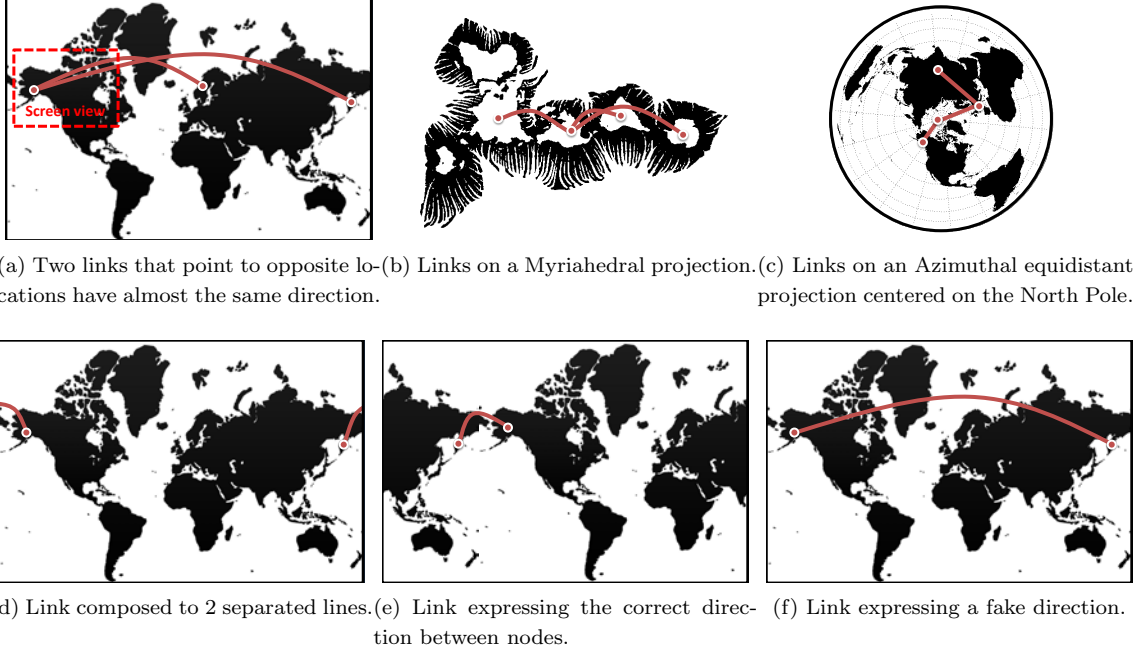 Screen view
(a) Two links that point to opposite lo-
cations have almost the same direction.
(b) Links on a Myriahedral projection.
(c) Links on an Azimuthal equidistant
projection centered on the North Pole.
d) Link composed to 2 separated lines.
(e) Link expressing the correct direc-
tion between nodes.
(f) Link expressing a fake direction.